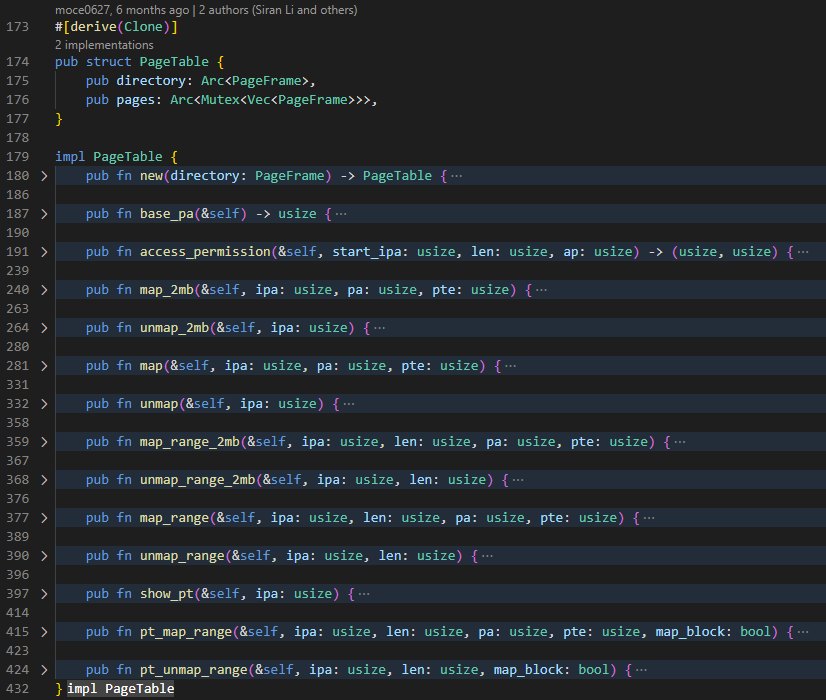 moce0627, 6 months ago | 2 authors (Siran Li and others)
173 #[derive(Clone)]
2 implementations
174 pub struct PageTable {
175 pub directory: Arc<PageFrame>,
176 pub pages: Arc<Mutex<Vec<PageFrame>>>,
177 }
178
179 impl PageTable {
180 > pub fn new(directory: PageFrame) -> PageTable { ⋯
186
187 > pub fn base_pa(&self) -> usize { ⋯
190
191 > pub fn access_permission(&self, start_ipa: usize, len: usize, ap: usize) -> (usize, usize) { ⋯
239
240 > pub fn map_2mb(&self, ipa: usize, pa: usize, pte: usize) { ⋯
263
264 > pub fn unmap_2mb(&self, ipa: usize) { ⋯
280
281 > pub fn map(&self, ipa: usize, pa: usize, pte: usize) { ⋯
331
332 > pub fn unmap(&self, ipa: usize) { ⋯
358
359 > pub fn map_range_2mb(&self, ipa: usize, len: usize, pa: usize, pte: usize) { ⋯
367
368 > pub fn unmap_range_2mb(&self, ipa: usize, len: usize) { ⋯
376
377 > pub fn map_range(&self, ipa: usize, len: usize, pa: usize, pte: usize) { ⋯
389
390 > pub fn unmap_range(&self, ipa: usize, len: usize) { ⋯
396
397 > pub fn show_pt(&self, ipa: usize) { ⋯
414
415 > pub fn pt_map_range(&self, ipa: usize, len: usize, pa: usize, pte: usize, map_block: bool) { ⋯
423
424 > pub fn pt_unmap_range(&self, ipa: usize, len: usize, map_block: bool) { ⋯
432 } impl PageTable